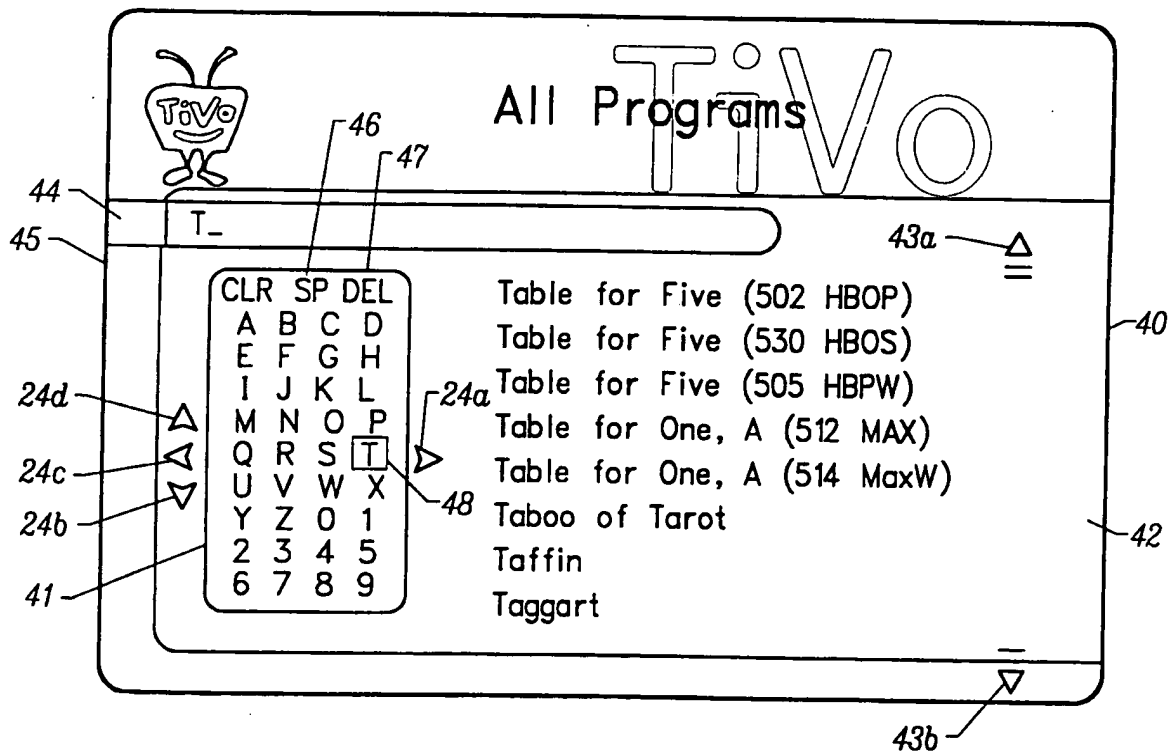 TiVo
TiVo
All Programs
46
47
44
T_
45
43a
CLR SP DEL
A B C D
E F G H
I J K L
M N O P
Q R S T
U V W X
Y Z 0 1
2 3 4 5
6 7 8 9
Table for Five (502 HBOP)
Table for Five (530 HBOS)
Table for Five (505 HBPW)
Table for One, A (512 MAX)
Table for One, A (514 MaxW)
Taboo of Tarot
Taffin
Taggart
40
24d
24a
24c
24b
48
42
41
43b